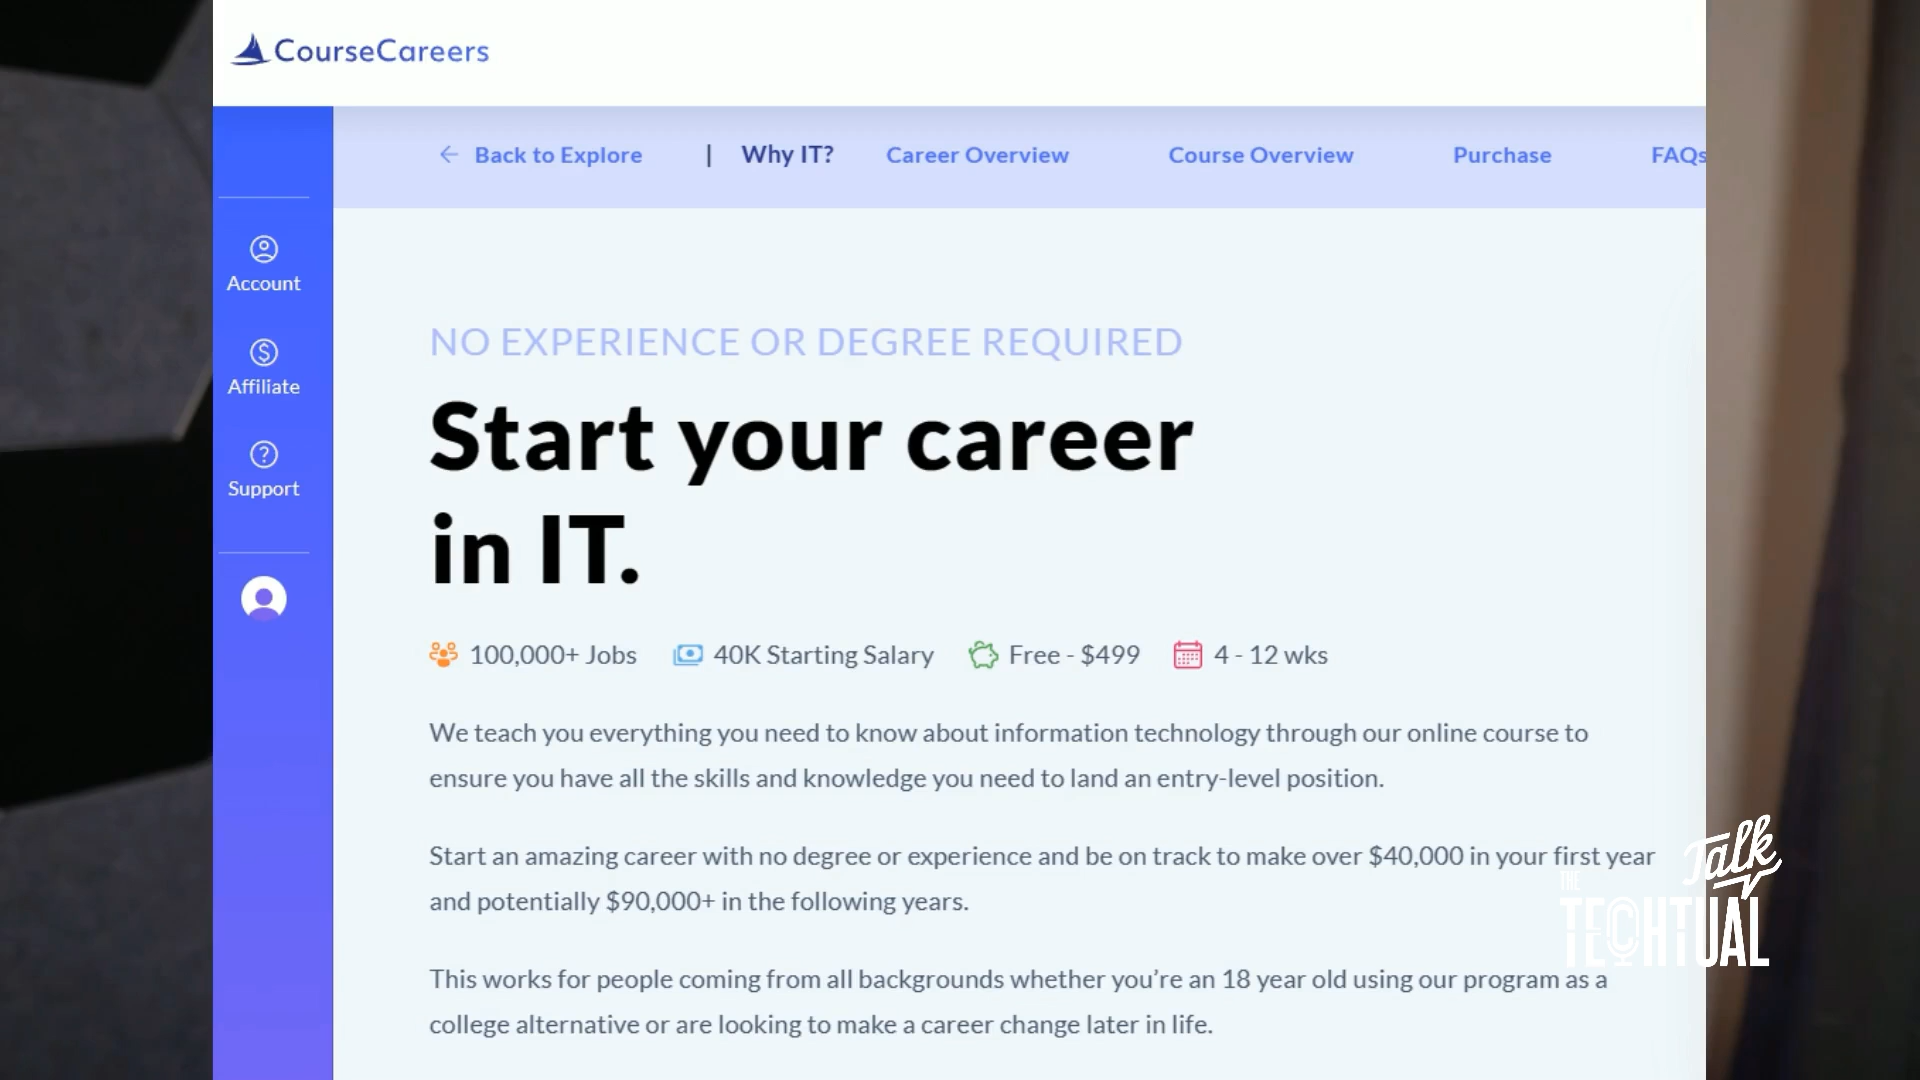 CourseCareers
← Back to Explore | Why IT? Career Overview Course Overview Purchase FAQs
Account
Affiliate
Support
NO EXPERIENCE OR DEGREE REQUIRED
Start your career
in IT.
100,000+ Jobs 40K Starting Salary Free - $499 4 - 12 wks
We teach you everything you need to know about information technology through our online course to
ensure you have all the skills and knowledge you need to land an entry-level position.
Start an amazing career with no degree or experience and be on track to make over $40,000 in your first year
and potentially $90,000+ in the following years.
This works for people coming from all backgrounds whether you’re an 18 year old using our program as a
college alternative or are looking to make a career change later in life.
THE
TECHTUAL
Talk